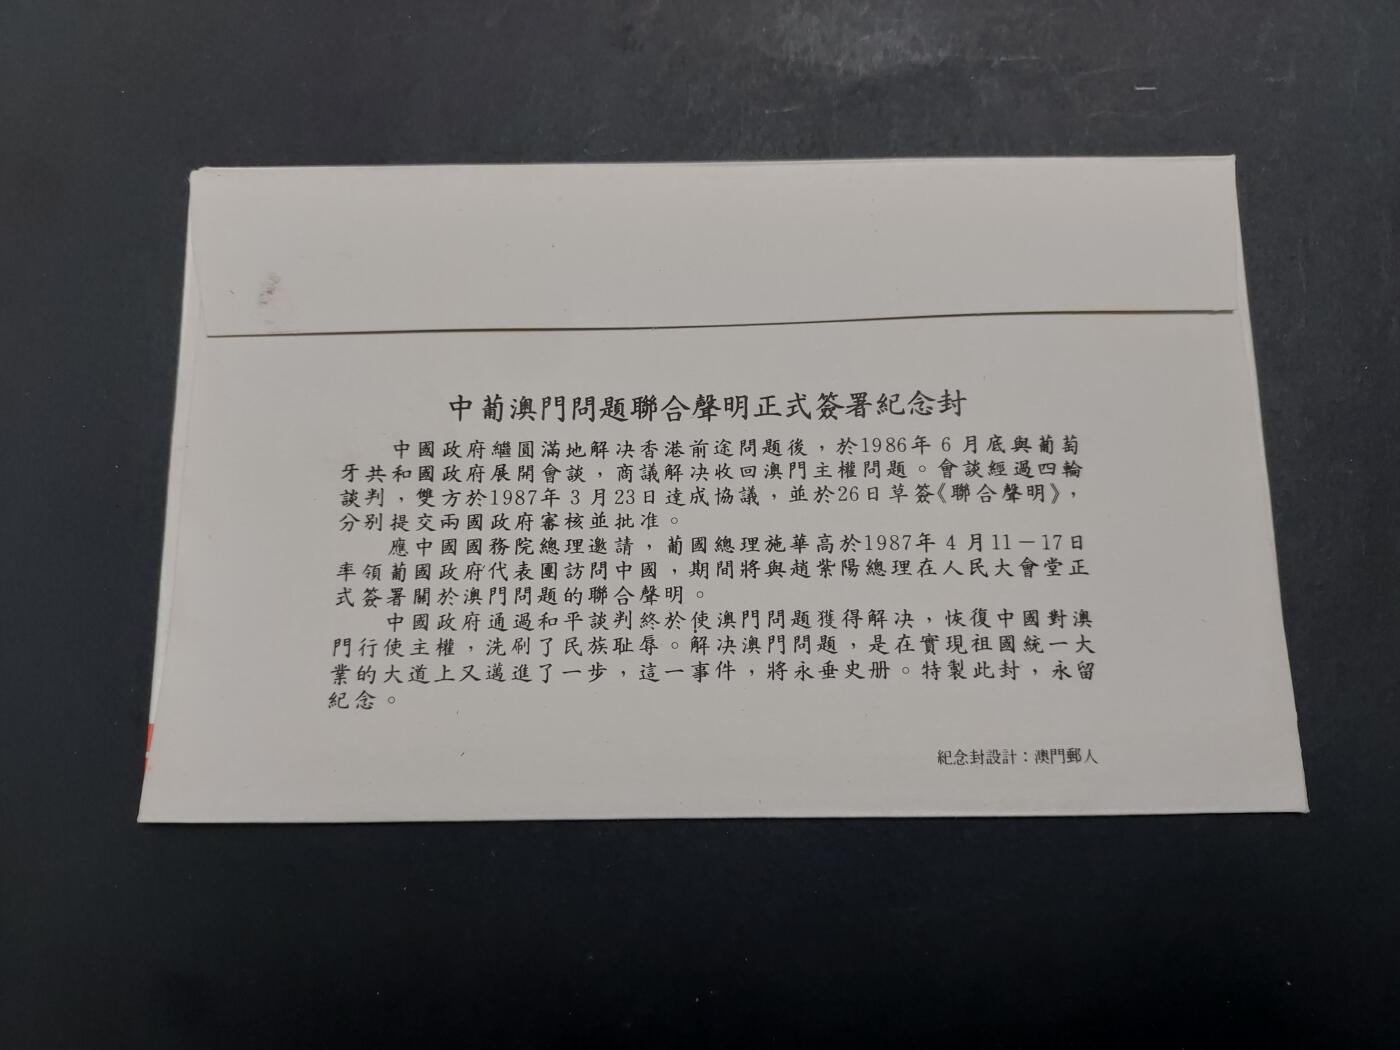 中葡澳門問題聯合聲明正式簽署紀念封
中國政府繼圓滿地解決香港前途問題後，於1986年6月底與葡萄
牙共和國政府展開會談，商議解決收回澳門主權問題。會談經過四輪
談判，雙方於1987年3月23日達成協議，並於26日草簽《聯合聲明》，
分别提交兩國政府審核並批准。
應中國國務院總理邀請，葡國總理施華高於1987年4月11－17日
率領葡國政府代表團訪問中國，期間將與趙紫陽總理在人民大會堂正
式簽署關於澳門問題的聯合聲明。
中國政府通過和平談判終於使澳門問題獲得解決，恢復中國對澳
門行使主權，洗刷了民族耻辱。解決澳門問題，是在實現祖國統一大
業的大道上又邁進了一步，這一事件，將永垂史册。特製此封，永留
紀念。
紀念封設計：澳門郵人